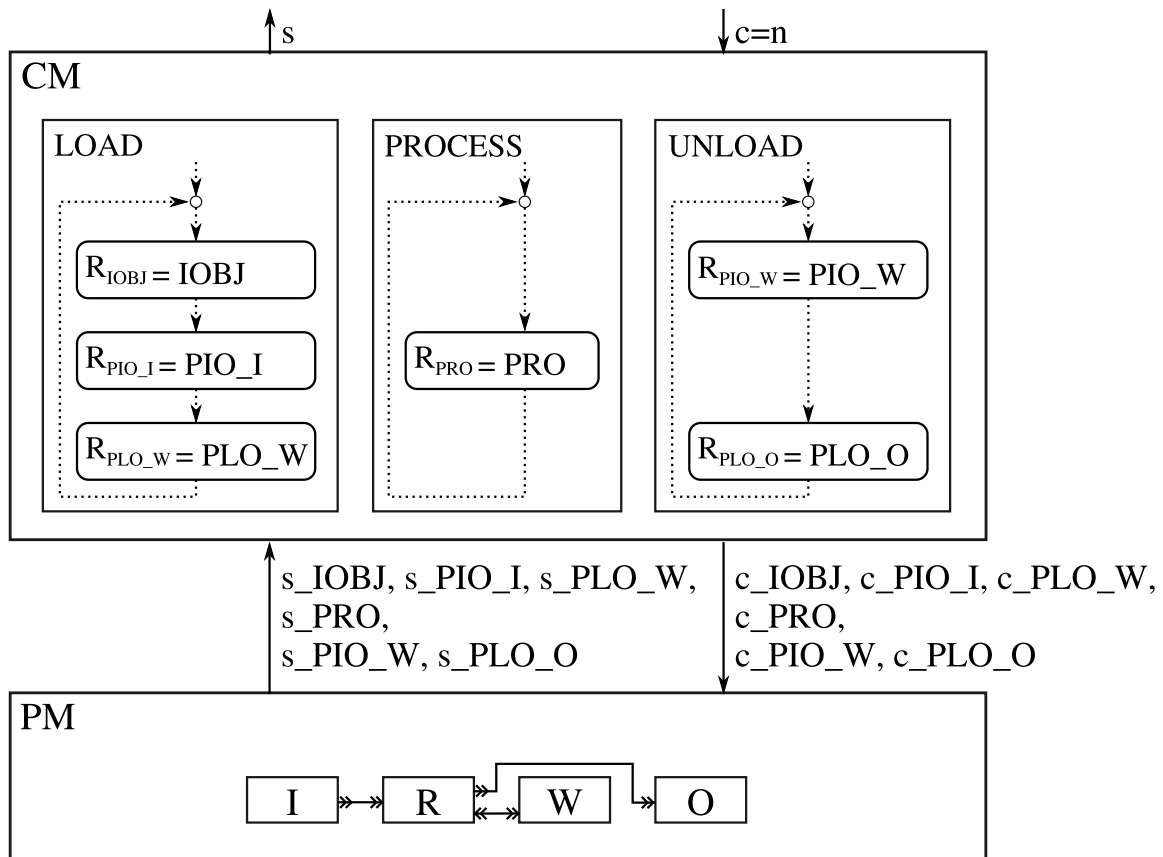 s
c=n
CM
LOAD
R_IOBJ = IOBJ
R_PIO_I = PIO_I
R_PLO_W = PLO_W
PROCESS
R_PRO = PRO
UNLOAD
R_PIO_W = PIO_W
R_PLO_O = PLO_O
s_IOBJ, s_PIO_I, s_PLO_W,
s_PRO,
s_PIO_W, s_PLO_O
c_IOBJ, c_PIO_I, c_PLO_W,
c_PRO,
c_PIO_W, c_PLO_O
PM
I
R
W
O